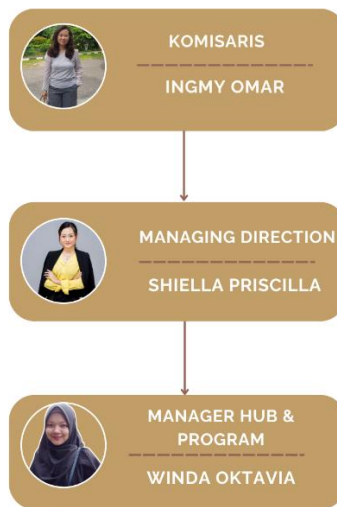 KOMISARIS
INGMY OMAR
MANAGING DIRECTION
SHIELLA PRISCILLA
MANAGER HUB &
PROGRAM
WINDA OKTAVIA